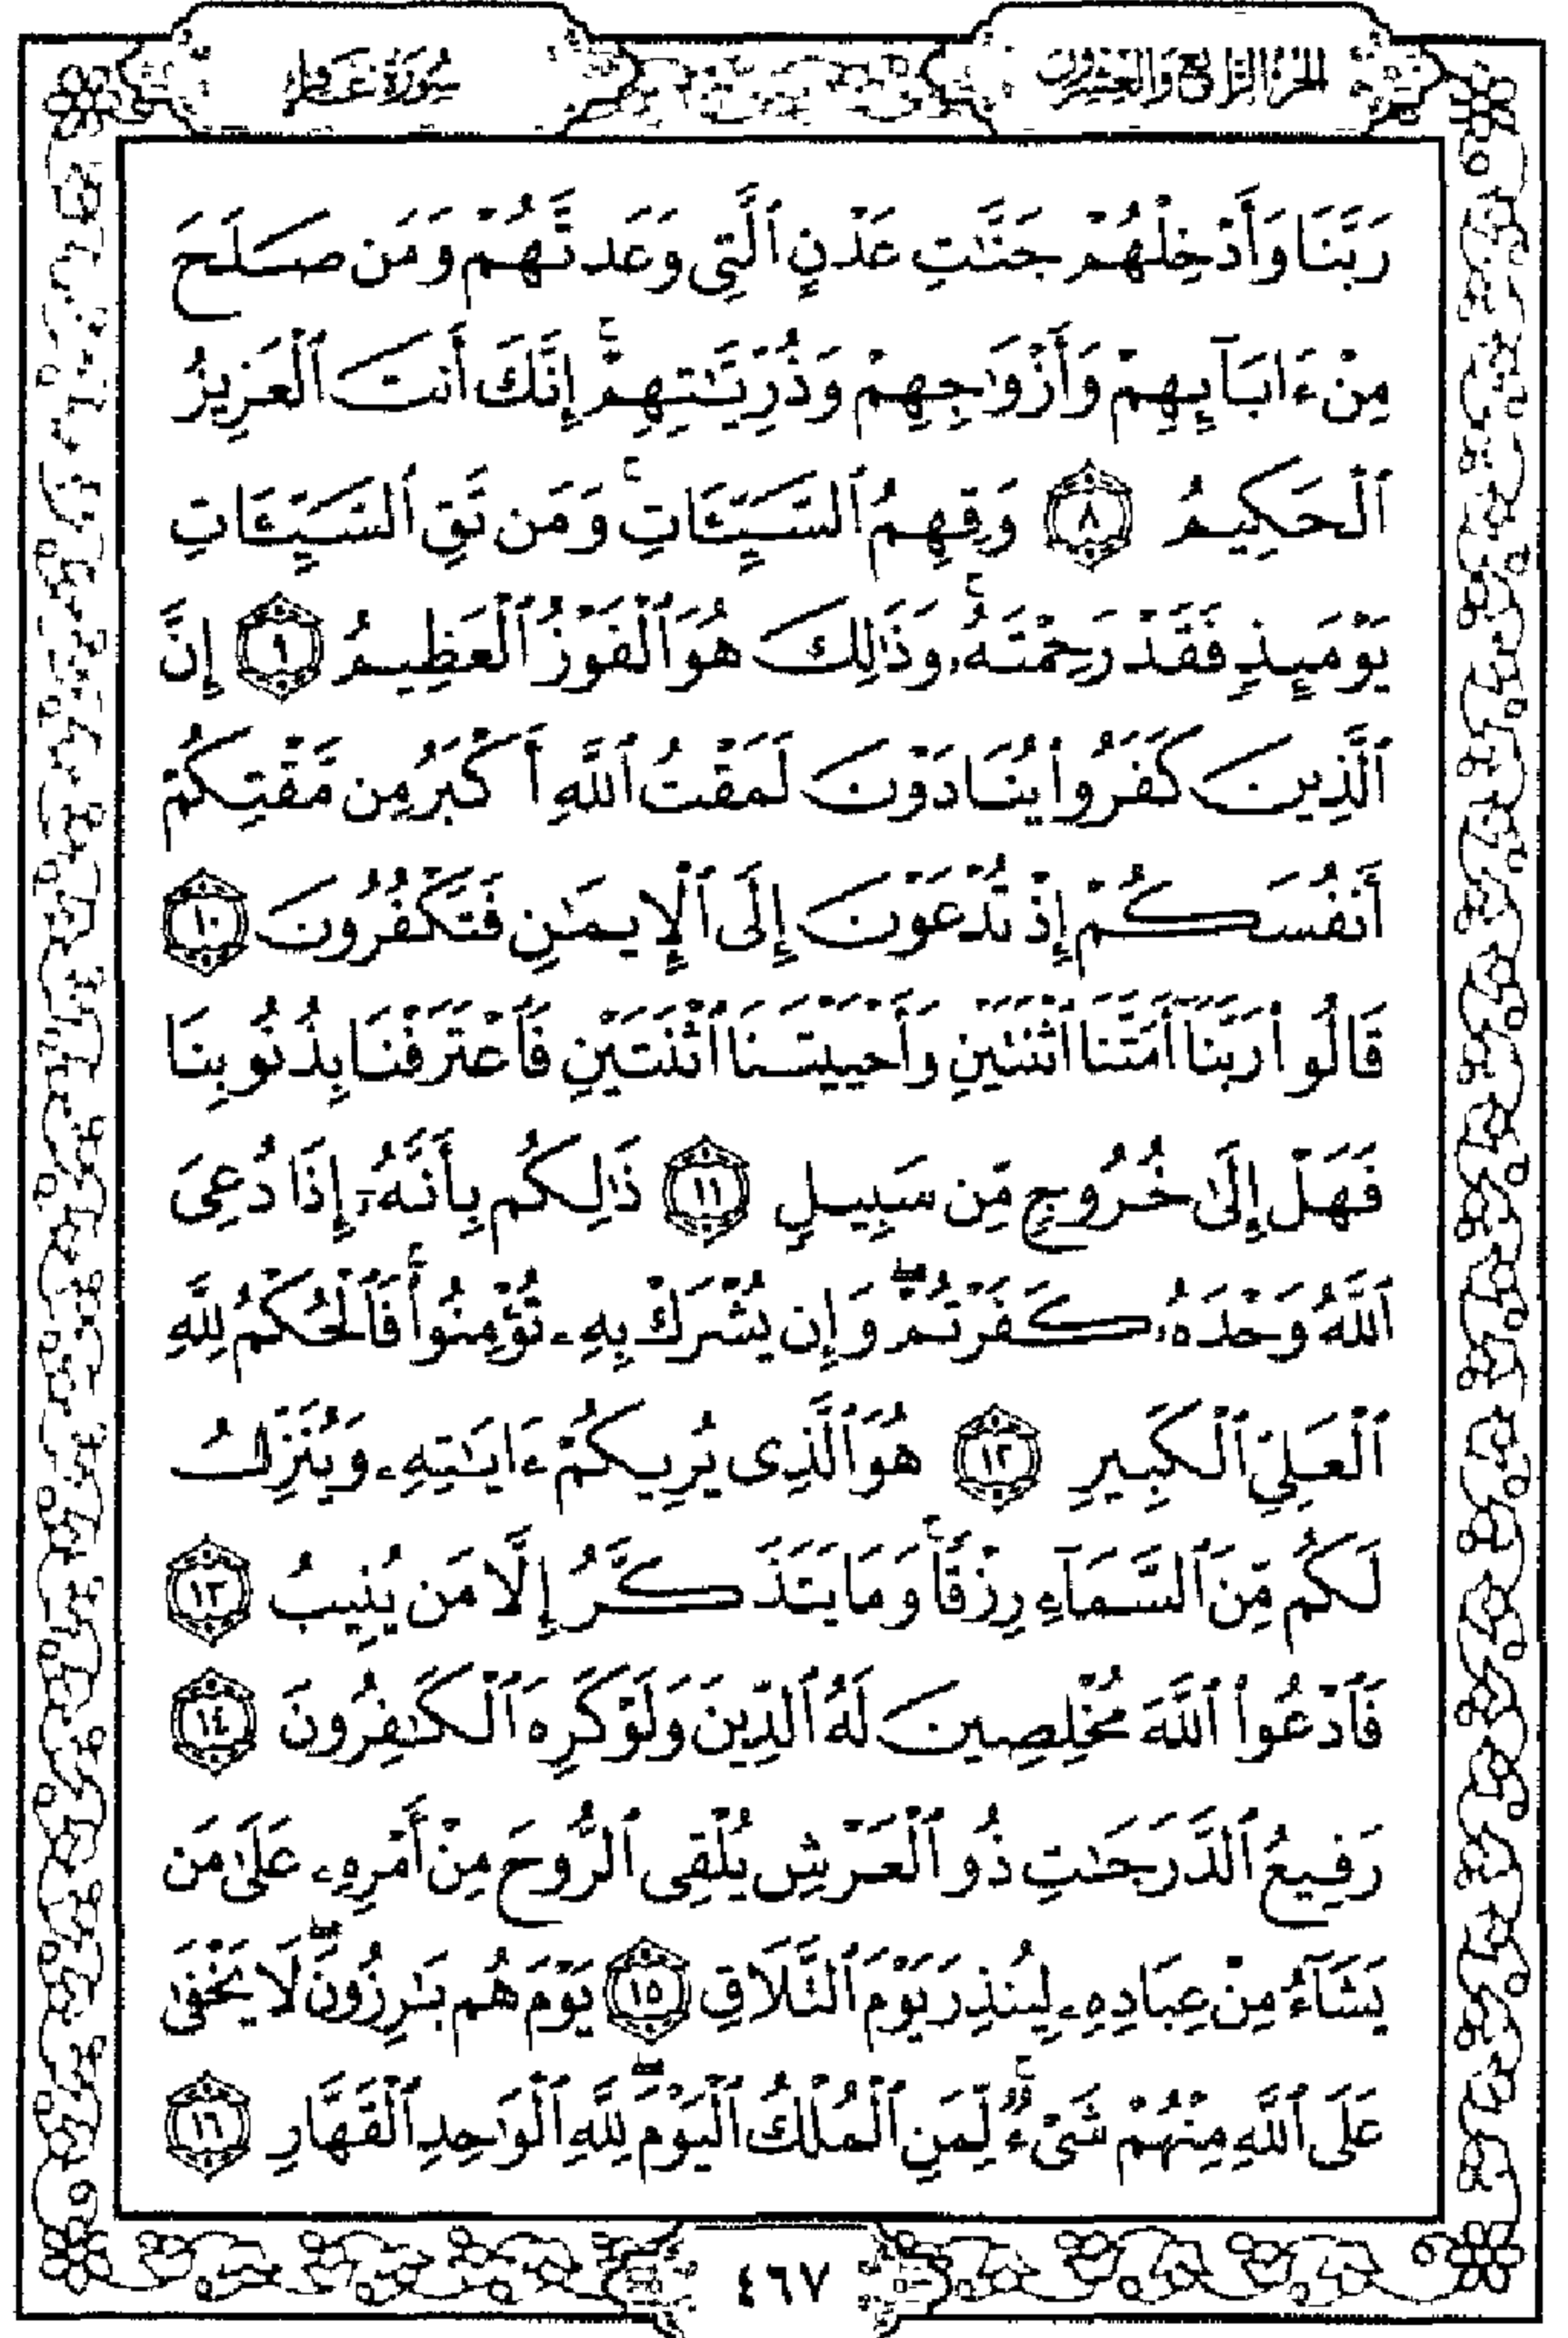 الجزء الرابع والعشرون
سورة غافر
رَبَّنَا وَأَدْخِلْهُمْ جَنَّٰتِ عَدْنٍ ٱلَّتِى وَعَدتَّهُمْ وَمَن صَلَحَ
مِنْ ءَابَآئِهِمْ وَأَزْوَٰجِهِمْ وَذُرِّيَّٰتِهِمْ ۚ إِنَّكَ أَنتَ ٱلْعَزِيزُ
ٱلْحَكِيمُ ٨ وَقِهِمُ ٱلسَّيِّـَٔاتِ ۚ وَمَن تَقِ ٱلسَّيِّـَٔاتِ
يَوْمَئِذٍ فَقَدْ رَحِمْتَهُۥ ۚ وَذَٰلِكَ هُوَ ٱلْفَوْزُ ٱلْعَظِيمُ ٩ إِنَّ
ٱلَّذِينَ كَفَرُوا۟ يُنَادَوْنَ لَمَقْتُ ٱللَّهِ أَكْبَرُ مِن مَّقْتِكُمْ
أَنفُسَكُمْ إِذْ تُدْعَوْنَ إِلَى ٱلْإِيمَٰنِ فَتَكْفُرُونَ ١٠
قَالُوا۟ رَبَّنَآ أَمَتَّنَا ٱثْنَتَيْنِ وَأَحْيَيْتَنَا ٱثْنَتَيْنِ فَٱعْتَرَفْنَا بِذُنُوبِنَا
فَهَلْ إِلَىٰ خُرُوجٍ مِّن سَبِيلٍ ١١ ذَٰلِكُم بِأَنَّهُۥٓ إِذَا دُعِىَ
ٱللَّهُ وَحْدَهُۥ كَفَرْتُمْ ۖ وَإِن يُشْرَكْ بِهِۦ تُؤْمِنُوا۟ ۚ فَٱلْحُكْمُ لِلَّهِ
ٱلْعَلِىِّ ٱلْكَبِيرِ ١٢ هُوَ ٱلَّذِى يُرِيكُمْ ءَايَٰتِهِۦ وَيُنَزِّلُ
لَكُم مِّنَ ٱلسَّمَآءِ رِزْقًا ۚ وَمَا يَتَذَكَّرُ إِلَّا مَن يُنِيبُ ١٣
فَٱدْعُوا۟ ٱللَّهَ مُخْلِصِينَ لَهُ ٱلدِّينَ وَلَوْ كَرِهَ ٱلْكَٰفِرُونَ ١٤
رَفِيعُ ٱلدَّرَجَٰتِ ذُو ٱلْعَرْشِ يُلْقِى ٱلرُّوحَ مِنْ أَمْرِهِۦ عَلَىٰ مَن
يَشَآءُ مِنْ عِبَادِهِۦ لِيُنذِرَ يَوْمَ ٱلتَّلَاقِ ١٥ يَوْمَ هُم بَٰرِزُونَ ۖ لَا يَخْفَىٰ
عَلَى ٱللَّهِ مِنْهُمْ شَىْءٌ ۚ لِّمَنِ ٱلْمُلْكُ ٱلْيَوْمَ ۖ لِلَّهِ ٱلْوَٰحِدِ ٱلْقَهَّارِ ١٦
٤٦٧